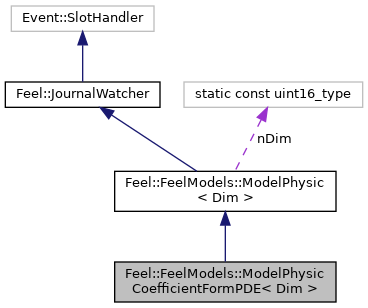 Event::SlotHandler
Feel::JournalWatcher
static const uint16_type
nDim
Feel::FeelModels::ModelPhysic
< Dim >
Feel::FeelModels::ModelPhysic
CoefficientFormPDE< Dim >